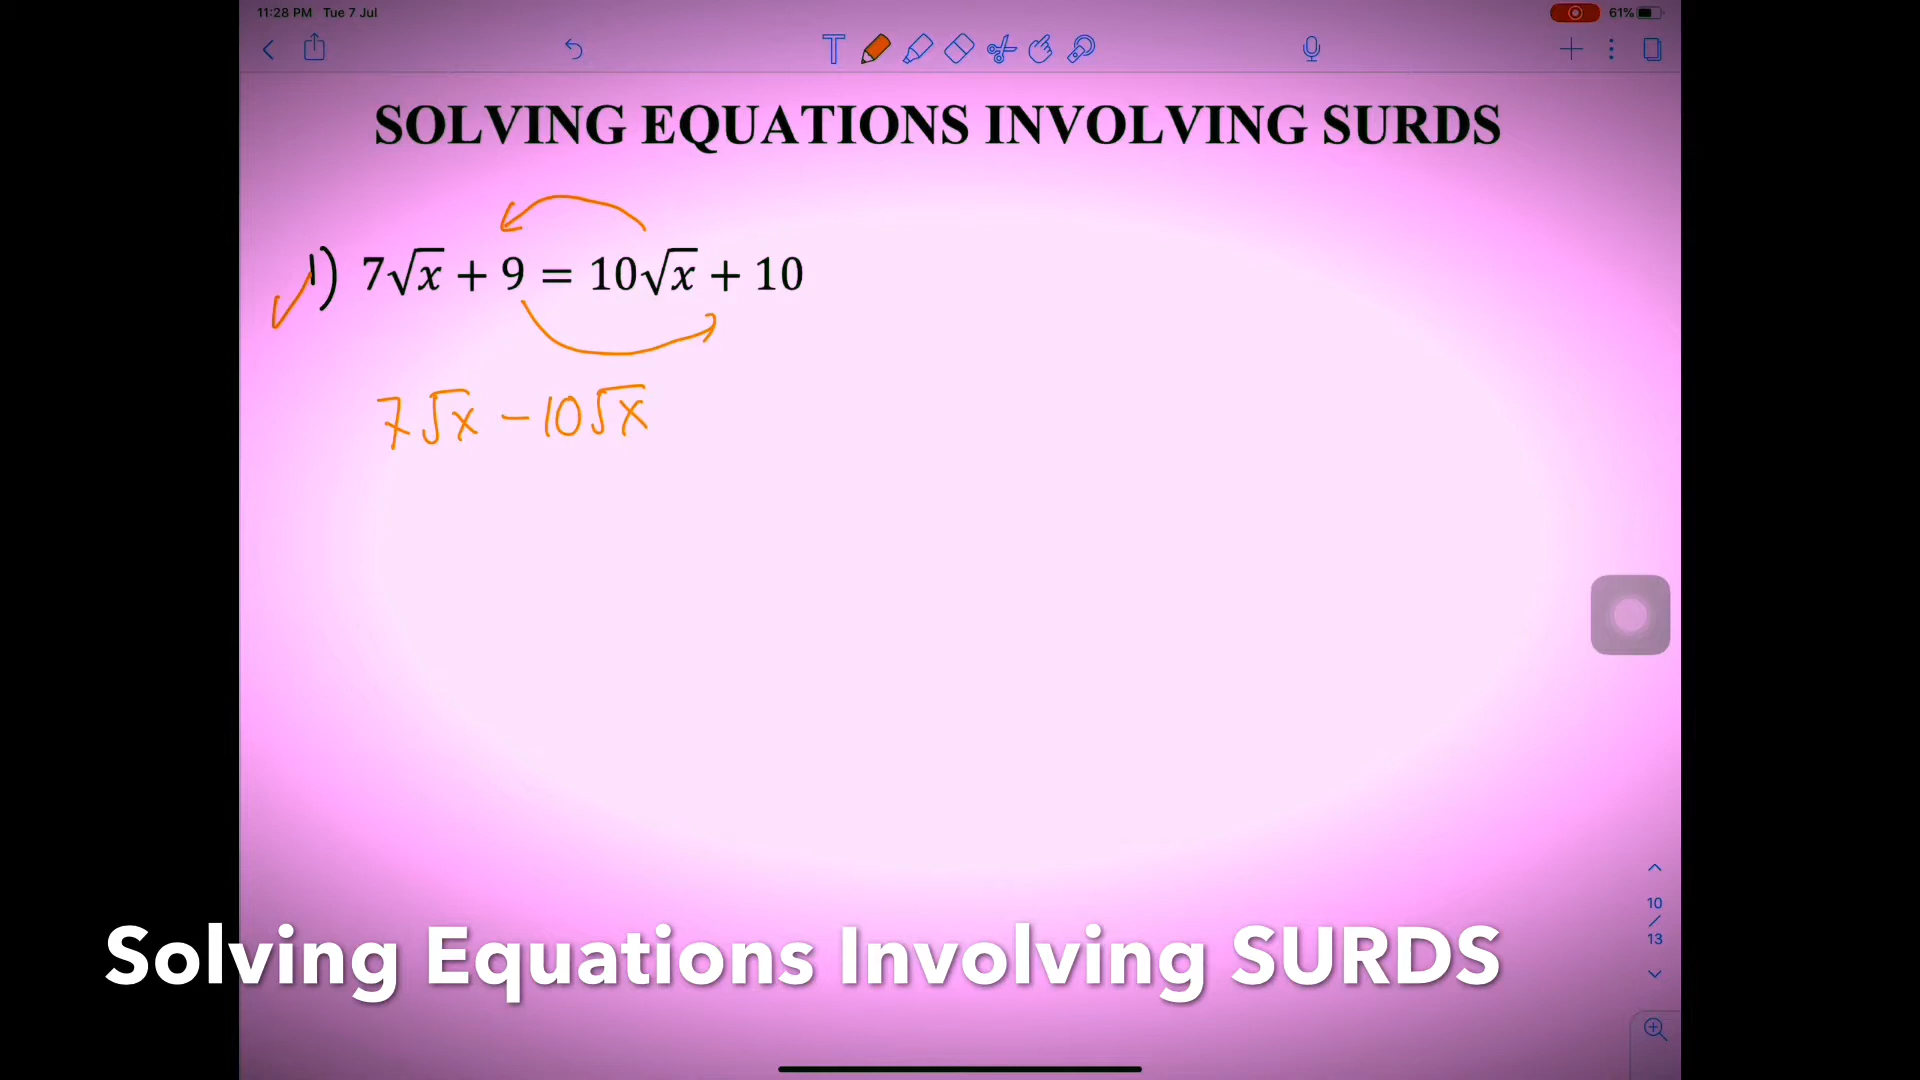 11:28 PM Tue 7 Jul
61%
SOLVING EQUATIONS INVOLVING SURDS
1) 7√x + 9 = 10√x + 10
7√x − 10√x
10
/
13
Solving Equations Involving SURDS